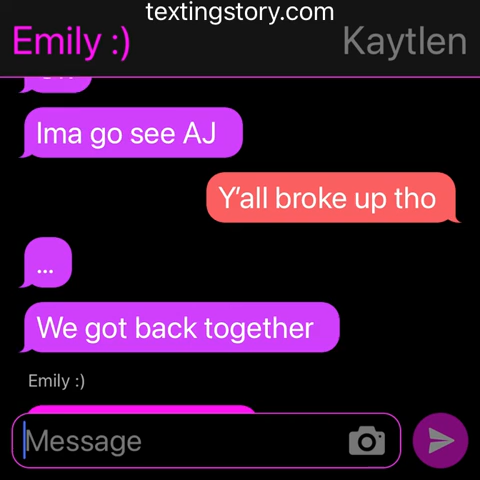 textingstory.com
Emily :) Kaytlen
Ima go see AJ
Y'all broke up tho
...
We got back together
Emily :)
Message